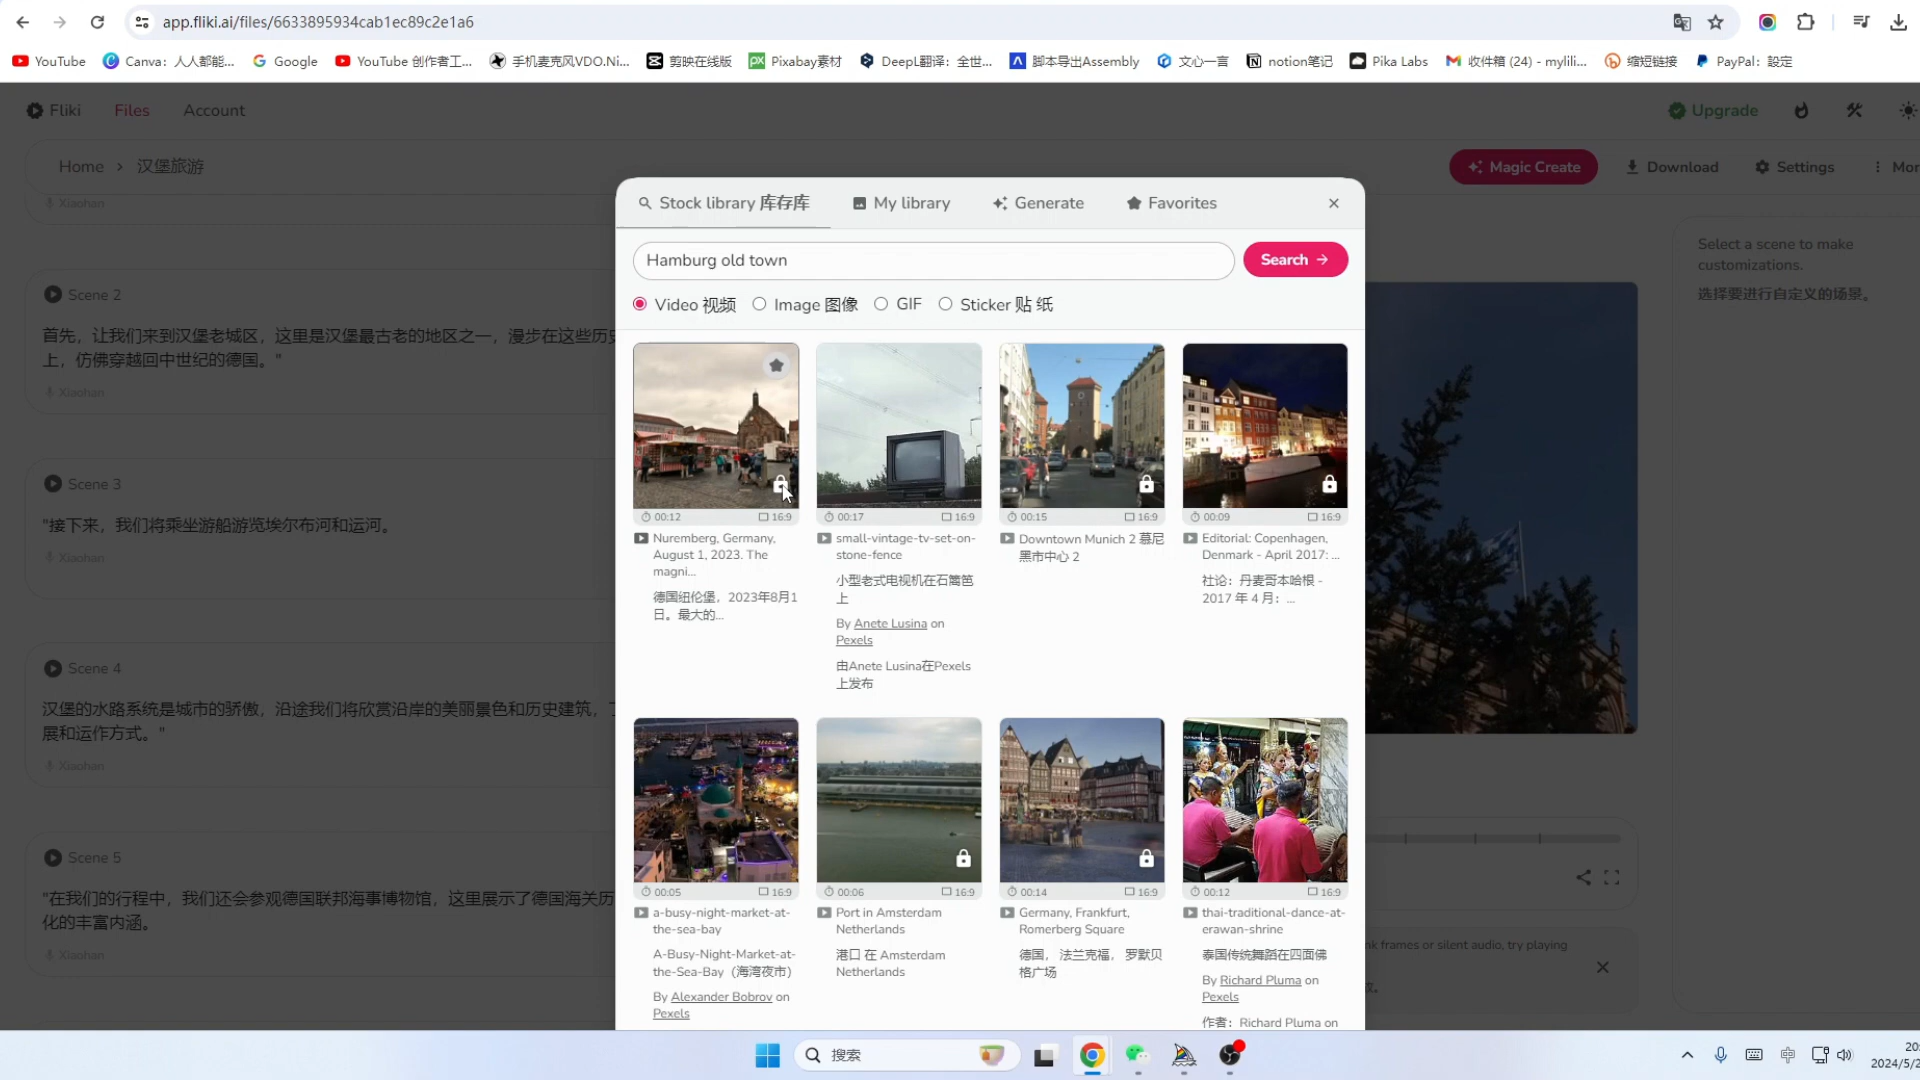 app.fliki.ai/files/6633895934cab1ec89c2e1a6
YouTube
Canva：人人都能...
Google
YouTube 创作者工...
手机麦克风VDO.Ni...
剪映在线版
Pixabay素材
DeepL翻译：全世...
脚本导出Assembly
文心一言
notion笔记
Pika Labs
收件箱 (24) - mylili...
缩短链接
PayPal：設定
Fliki
Files
Account
Upgrade
Home > 汉堡旅游
Magic Create
Download
Settings
Mor
Xiaohan
Scene 2
首先，让我们来到汉堡老城区，这里是汉堡最古老的地区之一，漫步在这些历史
上，仿佛穿越回中世纪的德国。"
Xiaohan
Scene 3
"接下来，我们将乘坐游船游览埃尔布河和运河。
Xiaohan
Scene 4
汉堡的水路系统是城市的骄傲，沿途我们将欣赏沿岸的美丽景色和历史建筑，
展和运作方式。"
Xiaohan
Scene 5
"在我们的行程中，我们还会参观德国联邦海事博物馆，这里展示了德国海关历
化的丰富内涵。
Xiaohan
Stock library 库存库
My library
Generate
Favorites
Hamburg old town
Search
Video 视频
Image 图像
GIF
Sticker 贴 纸
00:12
16:9
Nuremberg, Germany,
August 1, 2023. The
magni...
德国纽伦堡，2023年8月1
日。最大的...
00:17
16:9
small-vintage-tv-set-on-
stone-fence
小型老式电视机在石篱笆
上
By Anete Lusina on
Pexels
由Anete Lusina在Pexels
上发布
00:15
16:9
Downtown Munich 2 慕尼
黑市中心 2
00:09
16:9
Editorial: Copenhagen,
Denmark - April 2017: ...
社论：丹麦哥本哈根 -
2017 年 4 月：...
00:05
16:9
a-busy-night-market-at-
the-sea-bay
A-Busy-Night-Market-at-
the-Sea-Bay（海湾夜市）
By Alexander Bobrov on
Pexels
00:06
16:9
Port in Amsterdam
Netherlands
港口 在 Amsterdam
Netherlands
00:14
16:9
Germany, Frankfurt,
Romerberg Square
德国， 法兰克福， 罗默贝
格广场
00:12
16:9
thai-traditional-dance-at-
erawan-shrine
泰国传统舞蹈在四面佛
By Richard Pluma on
Pexels
作者：Richard Pluma on
Select a scene to make
customizations.
选择要进行自定义的场景。
nk frames or silent audio, try playing
搜索
中
20:
2024/5/2